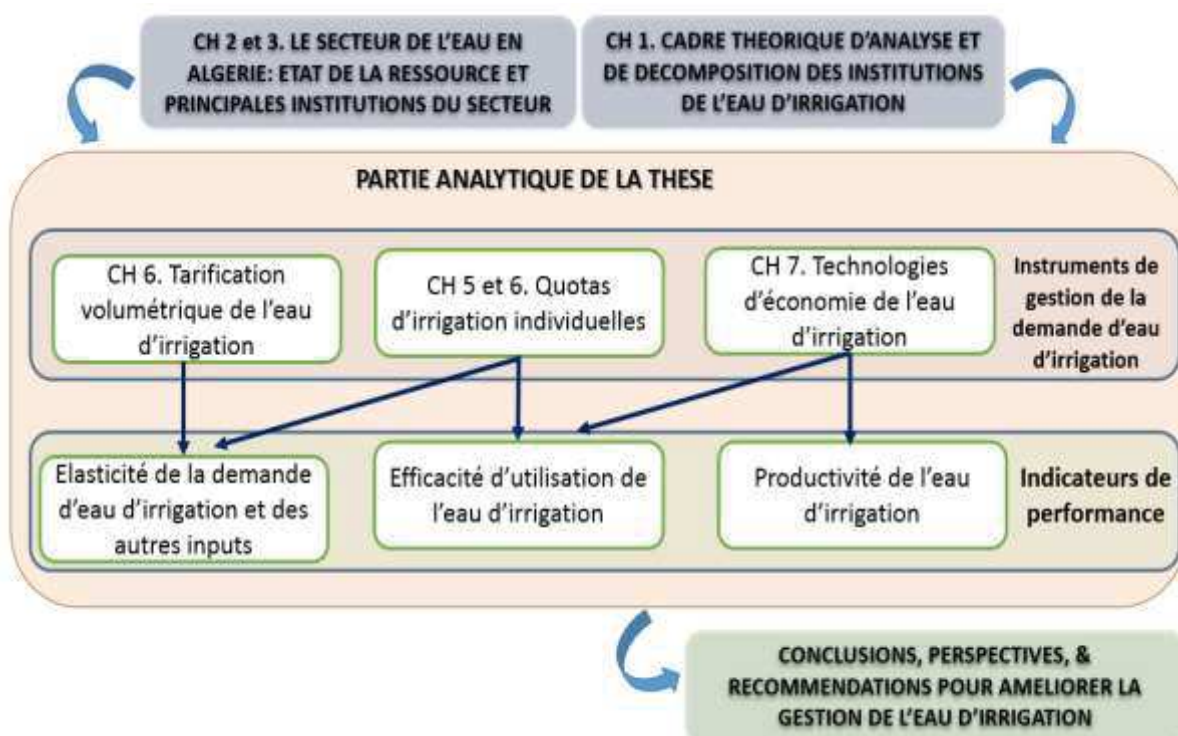 CH 2 et 3. LE SECTEUR DE L'EAU EN
ALGERIE: ETAT DE LA RESSOURCE ET
PRINCIPALES INSTITUTIONS DU SECTEUR
CH 1. CADRE THEORIQUE D'ANALYSE ET
DE DECOMPOSITION DES INSTITUTIONS
DE L'EAU D'IRRIGATION
PARTIE ANALYTIQUE DE LA THESE
CH 6. Tarification
volumétrique de l'eau
d'irrigation
CH 5 et 6. Quotas
d'irrigation individuelles
CH 7. Technologies
d'économie de l'eau
d'irrigation
Instruments de
gestion de la
demande d'eau
d'irrigation
Elasticité de la demande
d'eau d'irrigation et des
autres inputs
Efficacité d'utilisation de
l'eau d'irrigation
Productivité de l'eau
d'irrigation
Indicateurs de
performance
CONCLUSIONS, PERSPECTIVES, &
RECOMMENDATIONS POUR AMELIORER LA
GESTION DE L'EAU D'IRRIGATION